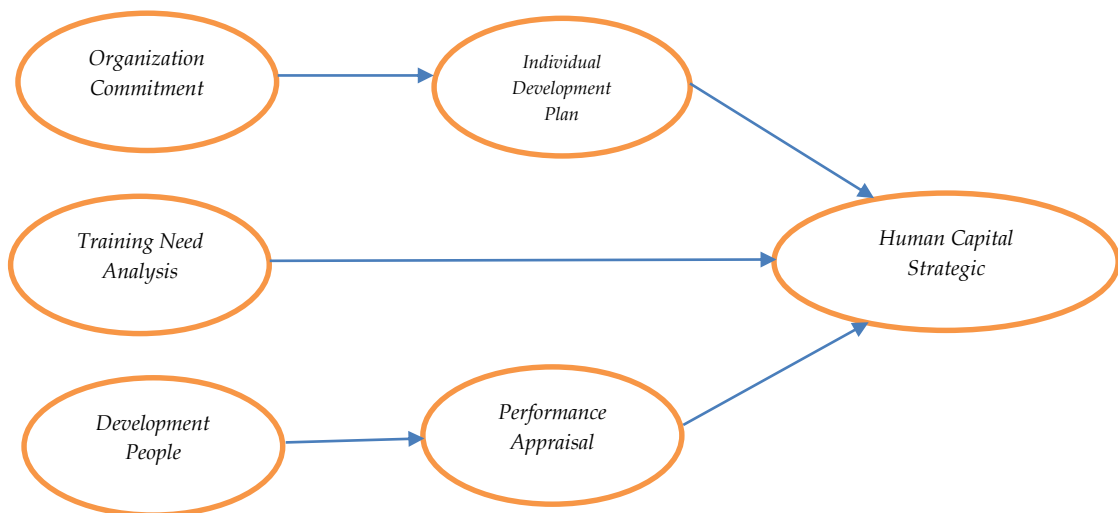 Organization
Commitment
Individual
Development
Plan
Training Need
Analysis
Human Capital
Strategic
Development
People
Performance
Appraisal